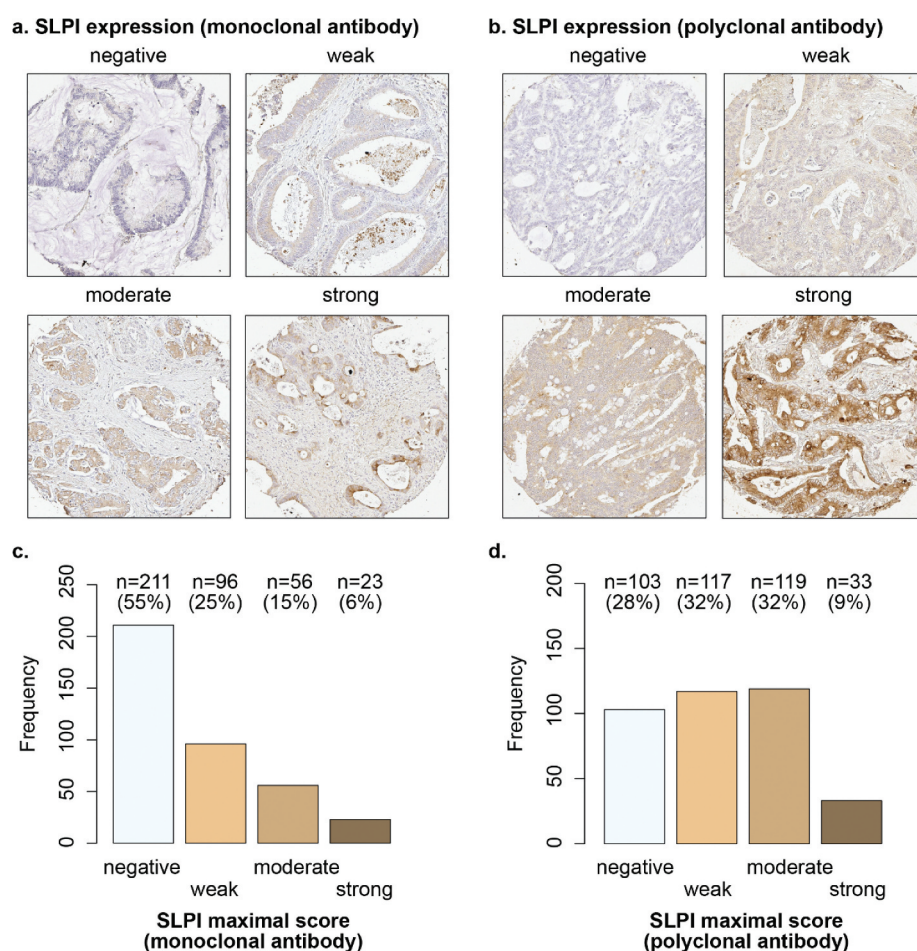 a. SLPI expression (monoclonal antibody)
negative
weak
moderate
strong
b. SLPI expression (polyclonal antibody)
negative
weak
moderate
strong
c.
n=211 n=96 n=56 n=23
(55%) (25%) (15%) (6%)
250
200
150
100
50
0
Frequency
negative
weak
moderate
strong
SLPI maximal score
(monoclonal antibody)
d.
n=103 n=117 n=119 n=33
(28%) (32%) (32%) (9%)
200
150
100
50
0
Frequency
negative
weak
moderate
strong
SLPI maximal score
(polyclonal antibody)